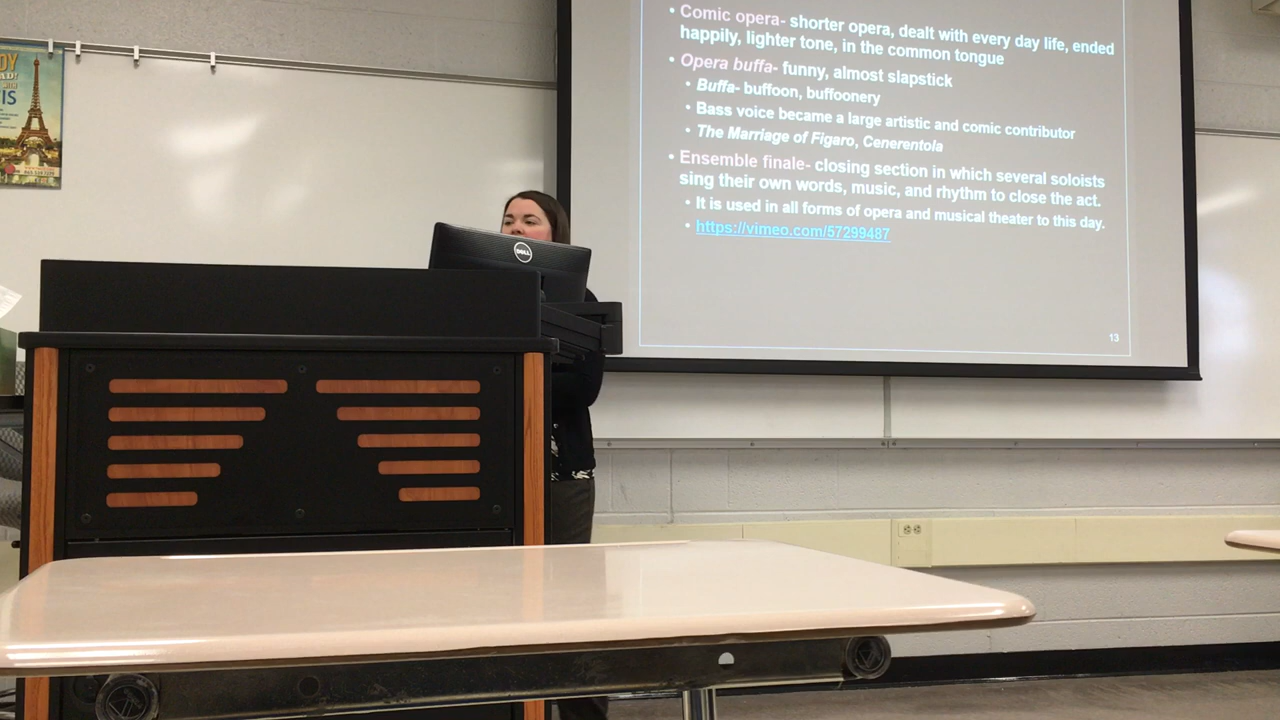 • Comic opera- shorter opera, dealt with every day life, ended
happily, lighter tone, in the common tongue
• Opera buffa- funny, almost slapstick
• Buffa- buffoon, buffoonery
• Bass voice became a large artistic and comic contributor
• The Marriage of Figaro, Cenerentola
• Ensemble finale- closing section in which several soloists
sing their own words, music, and rhythm to close the act.
• It is used in all forms of opera and musical theater to this day.
• https://vimeo.com/57299487
13
DELL